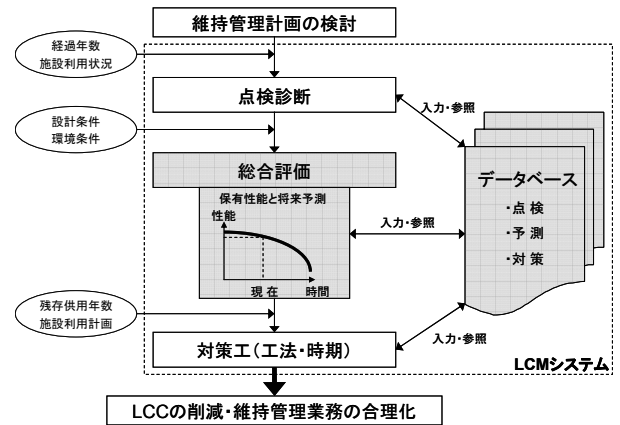 維持管理計画の検討
経過年数
施設利用状況
点検診断
入力・参照
設計条件
環境条件
総合評価
保有性能と将来予測
性能
現在
時間
入力・参照
データベース
・点検
・予測
・対策
残存供用年数
施設利用計画
対策工（工法・時期）
入力・参照
LCMシステム
LCCの削減・維持管理業務の合理化